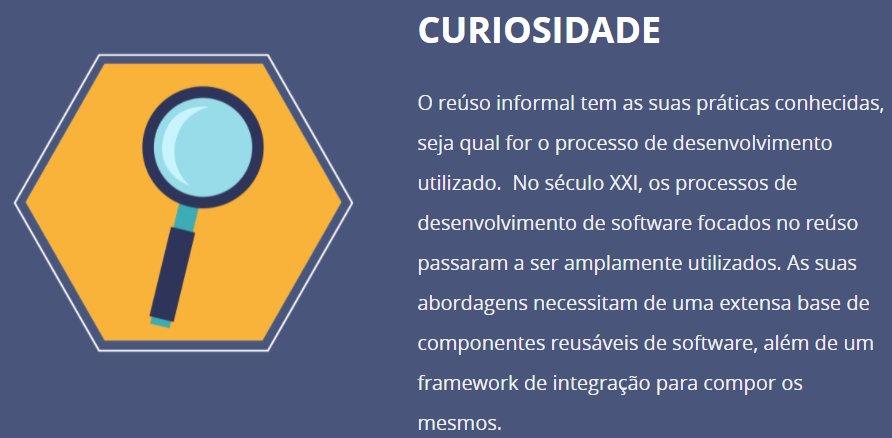 CURIOSIDADE
O reúso informal tem as suas práticas conhecidas,
seja qual for o processo de desenvolvimento
utilizado.  No século XXI, os processos de
desenvolvimento de software focados no reúso
passaram a ser amplamente utilizados. As suas
abordagens necessitam de uma extensa base de
componentes reusáveis de software, além de um
framework de integração para compor os
mesmos.